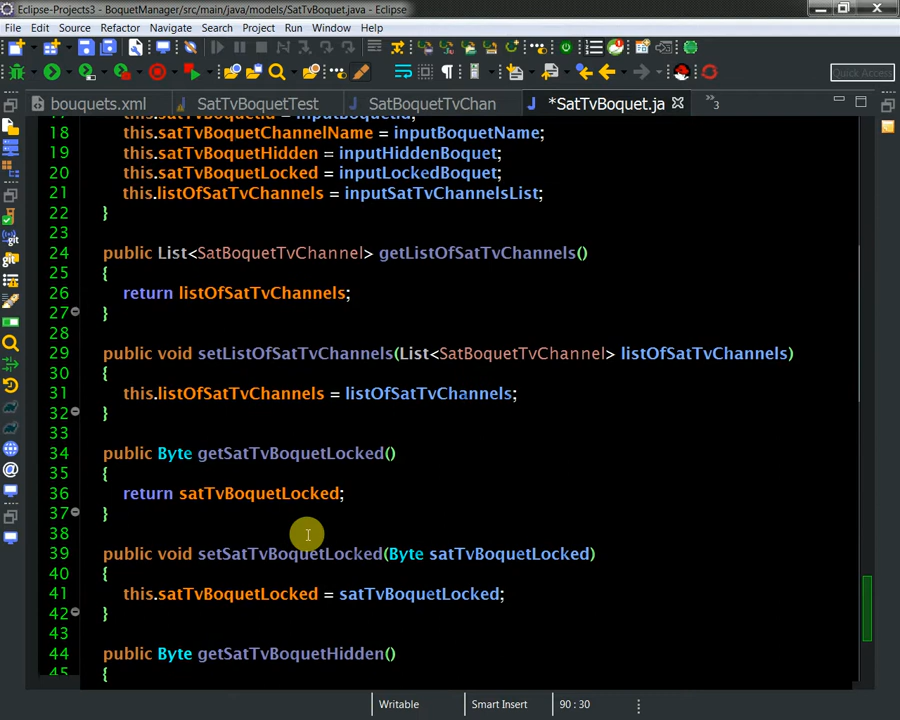 Eclipse-Projects3 - BoquetManager/src/main/java/models/SatTvBoquet.java - Eclipse
File Edit Source Refactor Navigate Search Project Run Window Help
Quick Access
bouquets.xml SatTvBoquetTest SatBoquetTvChan *SatTvBoquet.ja »3
18 this.satTvBoquetChannelName = inputBoquetName;
19 this.satTvBoquetHidden = inputHiddenBoquet;
20 this.satTvBoquetLocked = inputLockedBoquet;
21 this.listOfSatTvChannels = inputSatTvChannelsList;
22 }
23
24 public List<SatBoquetTvChannel> getListOfSatTvChannels()
25 {
26 return listOfSatTvChannels;
27 }
28
29 public void setListOfSatTvChannels(List<SatBoquetTvChannel> listOfSatTvChannels)
30 {
31 this.listOfSatTvChannels = listOfSatTvChannels;
32 }
33
34 public Byte getSatTvBoquetLocked()
35 {
36 return satTvBoquetLocked;
37 }
38
39 public void setSatTvBoquetLocked(Byte satTvBoquetLocked)
40 {
41 this.satTvBoquetLocked = satTvBoquetLocked;
42 }
43
44 public Byte getSatTvBoquetHidden()
45 {
Writable Smart Insert 90 : 30